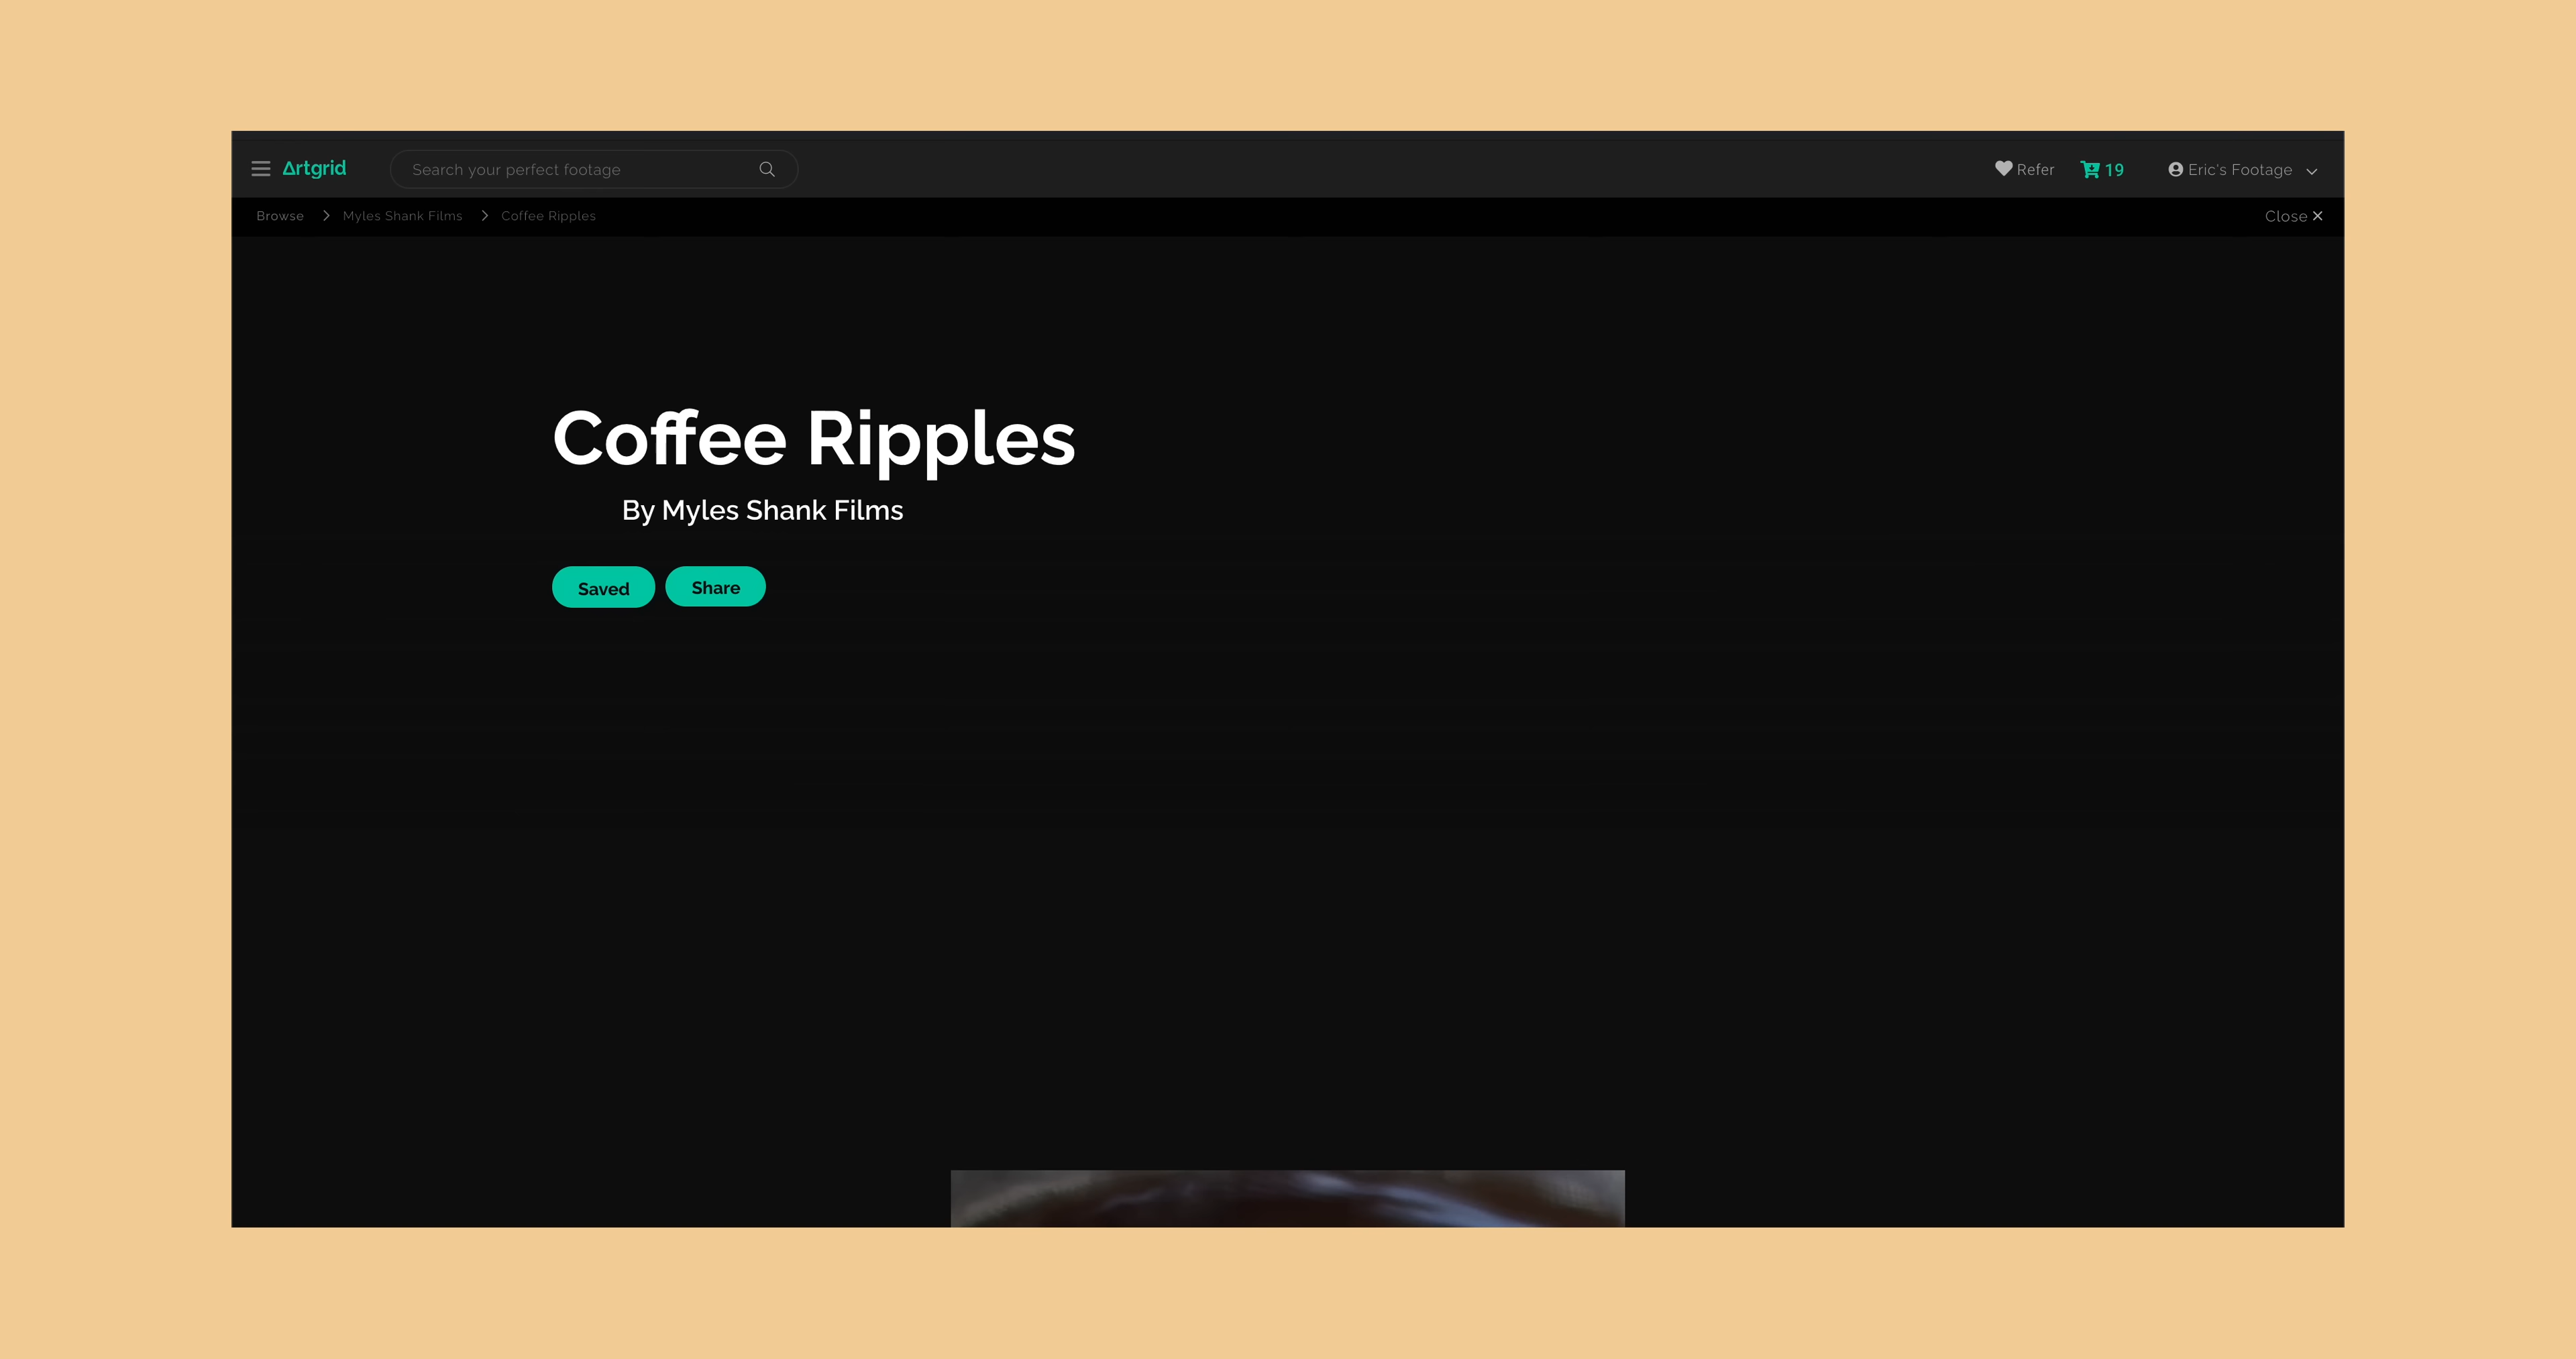 Artgrid
Search your perfect footage
Refer
19
Eric's Footage
Browse
Myles Shank Films
Coffee Ripples
Close
Coffee Ripples
By Myles Shank Films
Saved
Share